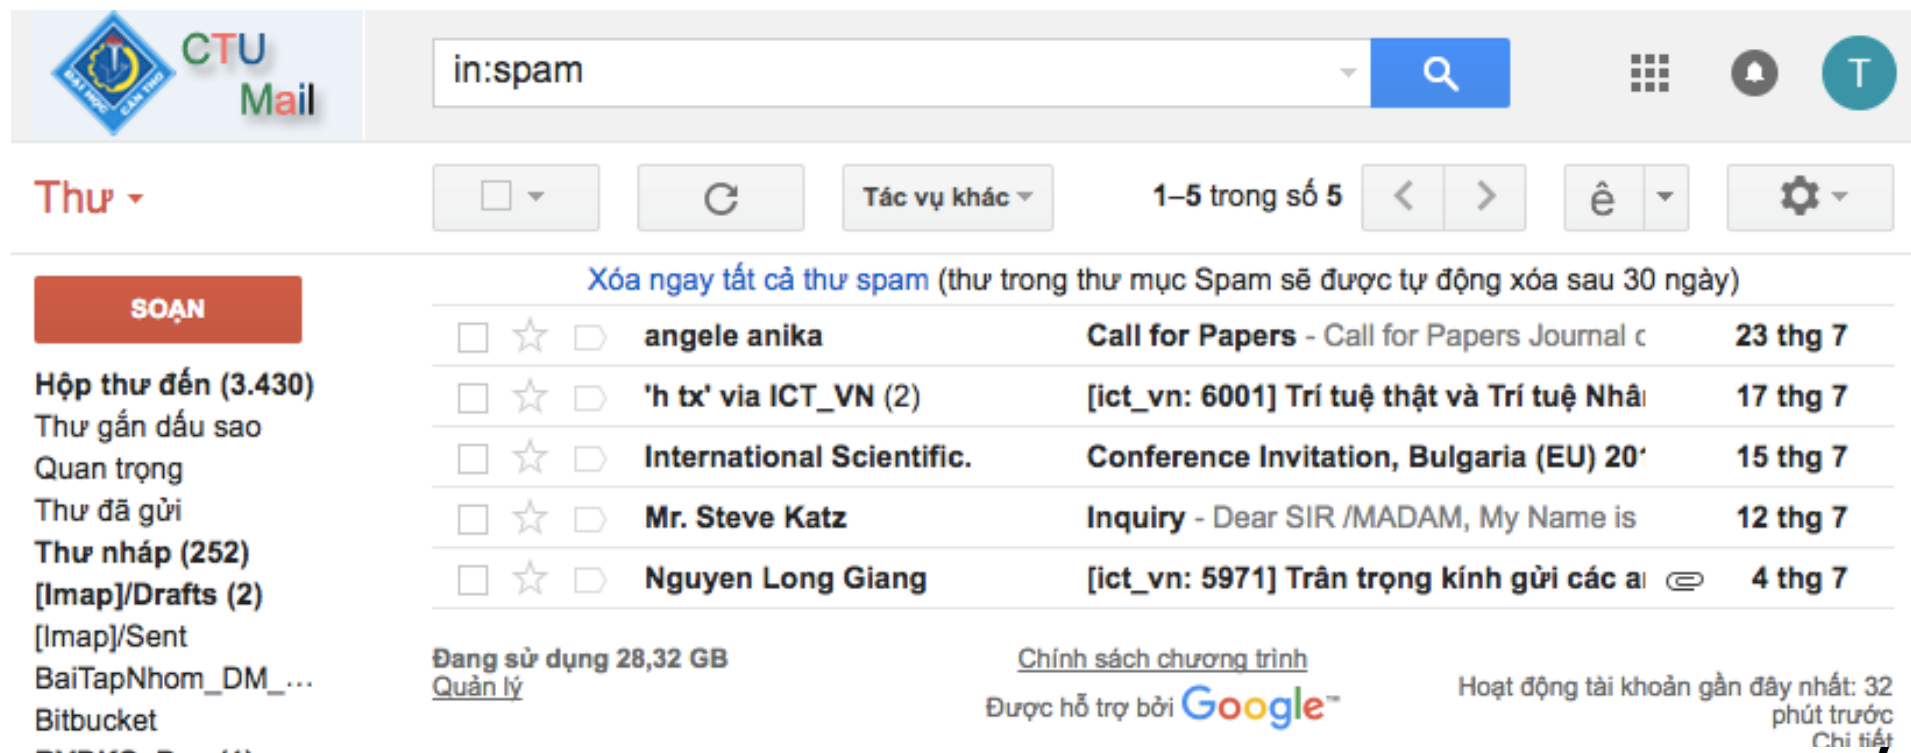 CTU
Mail
ĐẠI HỌC CẦN THƠ
in:spam
T
Thư
Tác vụ khác
1–5 trong số 5
ê
SOẠN
Xóa ngay tất cả thư spam (thư trong thư mục Spam sẽ được tự động xóa sau 30 ngày)
angele anika Call for Papers - Call for Papers Journal 23 thg 7
'h tx' via ICT_VN (2) [ict_vn: 6001] Trí tuệ thật và Trí tuệ 17 thg 7
International Scientific. Conference Invitation, Bulgaria (EU) 15 thg 7
Mr. Steve Katz Inquiry - Dear SIR /MADAM, My Name is 12 thg 7
Nguyen Long Giang [ict_vn: 5971] Trân trọng kính gửi các 4 thg 7
Hộp thư đến (3.430)
Thư gắn dấu sao
Quan trọng
Thư đã gửi
Thư nháp (252)
[Imap]/Drafts (2)
[Imap]/Sent
BaiTapNhom_DM_...
Bitbucket
Đang sử dụng 28,32 GB
Quản lý
Chính sách chương trình
Được hỗ trợ bởi Google™
Hoạt động tài khoản gần đây nhất: 32
phút trước
Chi tiết